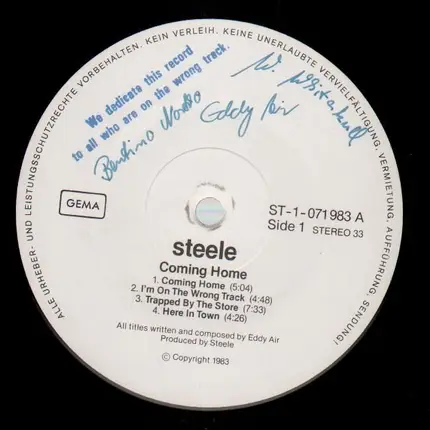 ALLE URHEBER- UND LEISTUNGSSCHUTZRECHTE VORBEHALTEN. KEIN VERLEIH. KEINE UNERLAUBTE VERVIELFÄLTIGUNG. VERMIETUNG. AUFFÜHRUNG. SENDUNG!
We dedicate this record
to all who are on the wrong track.
Eddy Air
GEMA
ST-1-071983 A
Side 1 STEREO 33
steele
Coming Home
1. Coming Home (5:04)
2. I'm On The Wrong Track (4:48)
3. Trapped By The Store (7:33)
4. Here In Town (4:26)
All titles written and composed by Eddy Air
Produced by Steele
© Copyright 1983